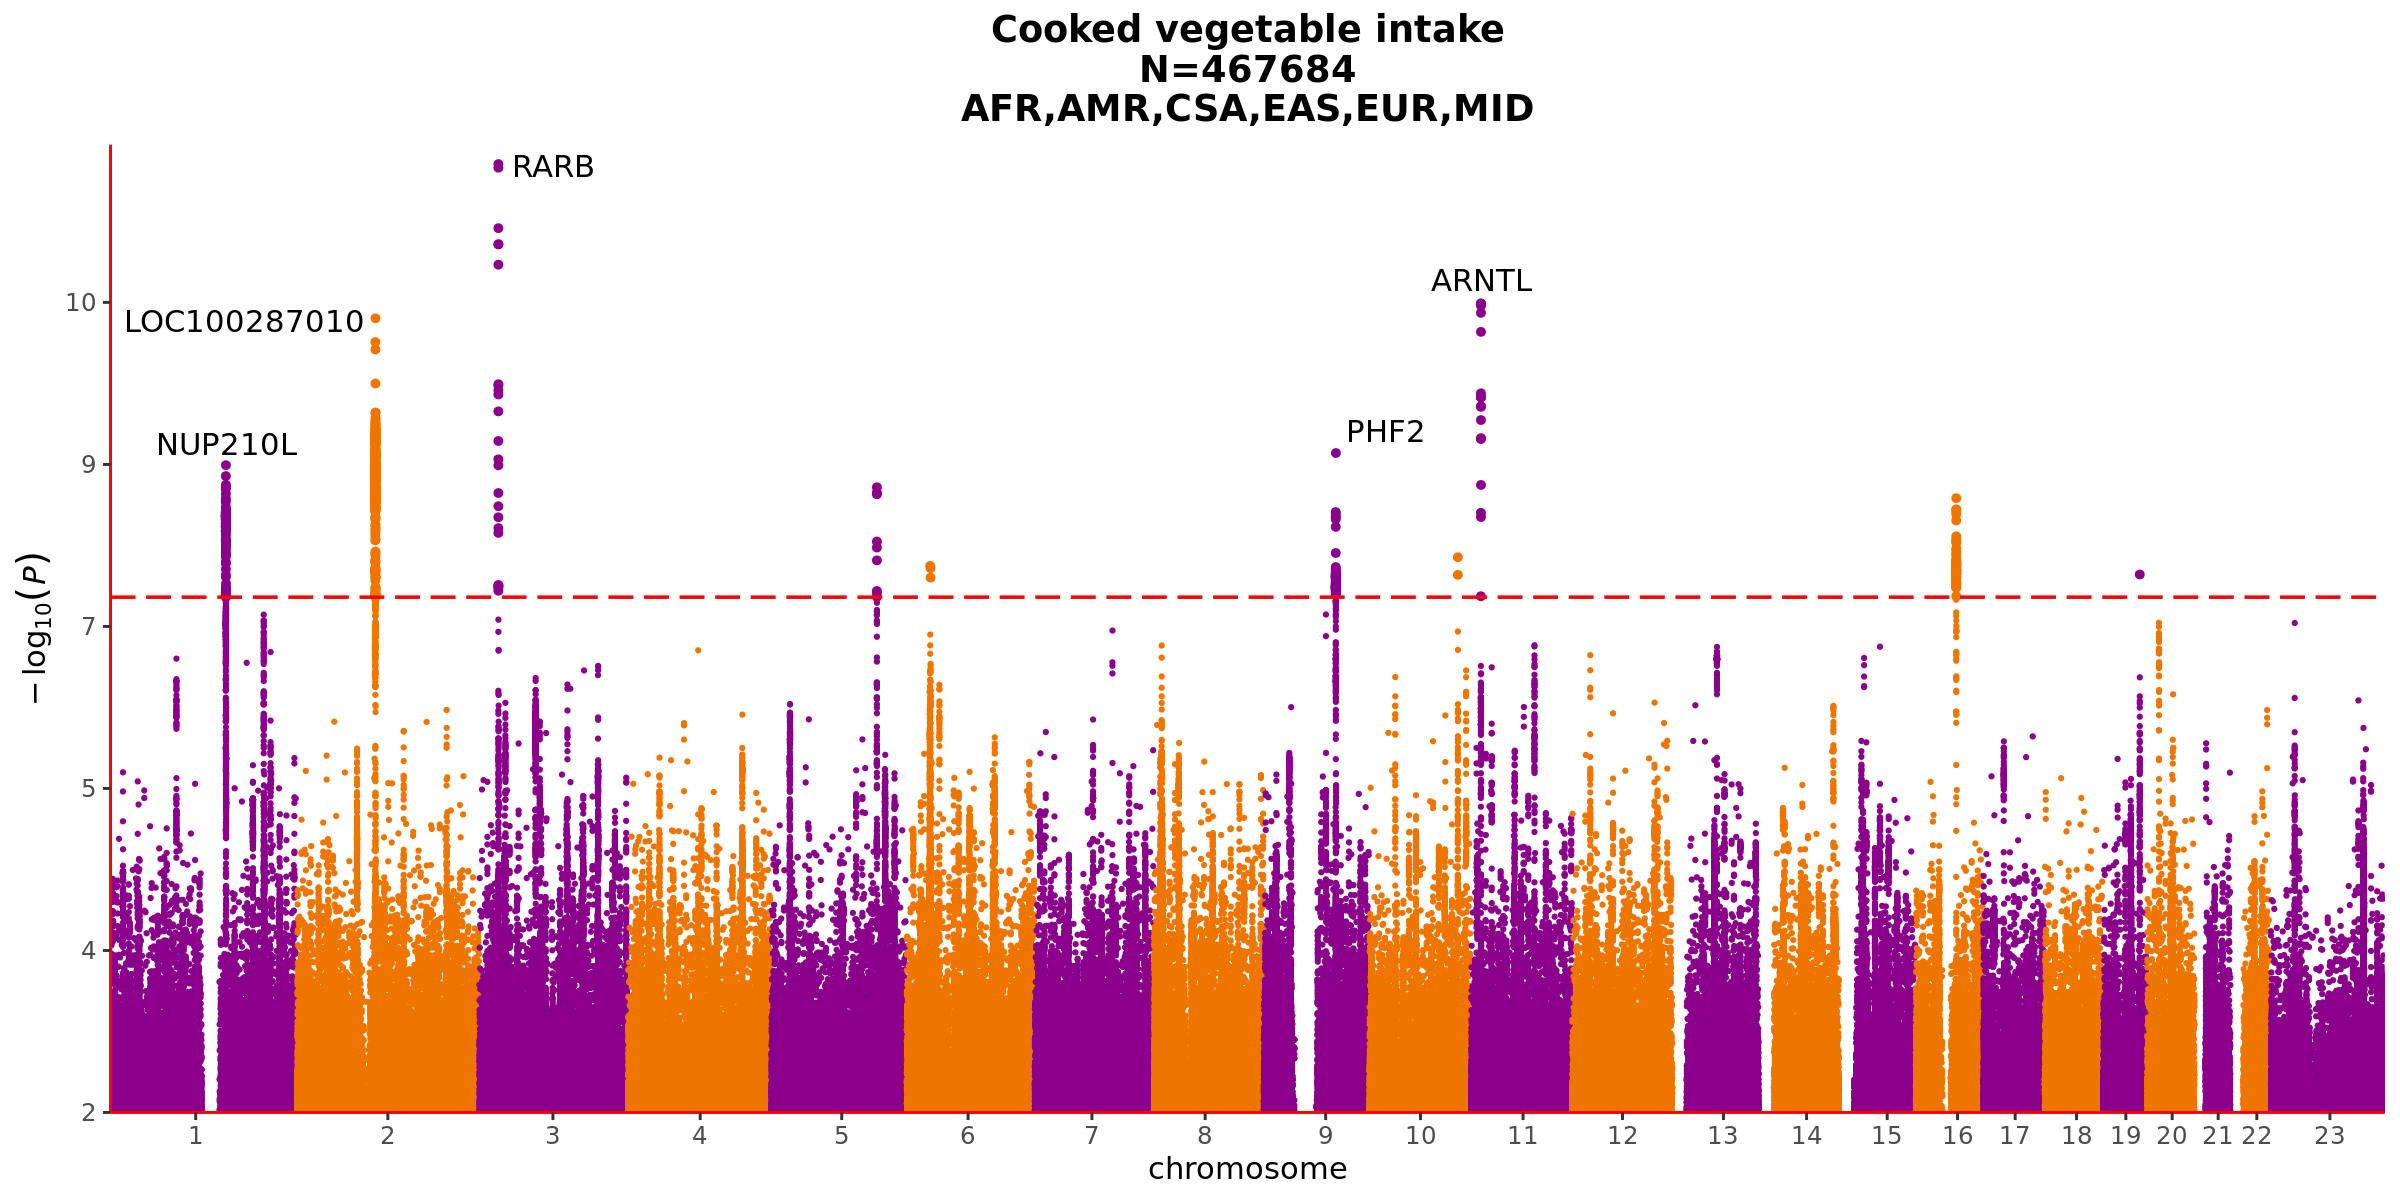 Cooked vegetable intake
N=467684
AFR,AMR,CSA,EAS,EUR,MID
RARB
ARNTL
10
LOC100287010
PHF2
NUP210L
9
7
5
4
2
−log10(P)
1 2 3 4 5 6 7 8 9 10 11 12 13 14 15 16 17 18 19 20 21 22 23
chromosome